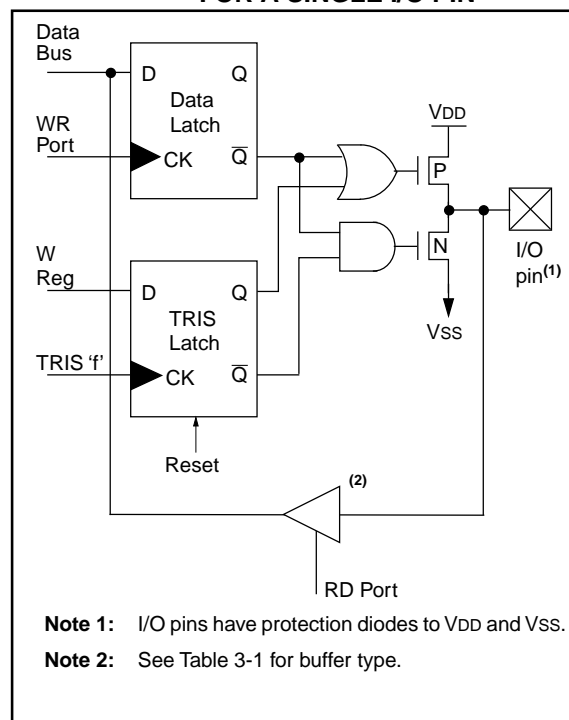 FOR A SINGLE I/O PIN
Data
Bus
D
Q
Data
Latch
WR
Port
CK
Q̅
VDD
P
N
I/O
pin(1)
VSS
W
Reg
D
Q
TRIS
Latch
TRIS 'f'
CK
Q̅
Reset
(2)
RD Port
Note 1: I/O pins have protection diodes to VDD and VSS.
Note 2: See Table 3-1 for buffer type.